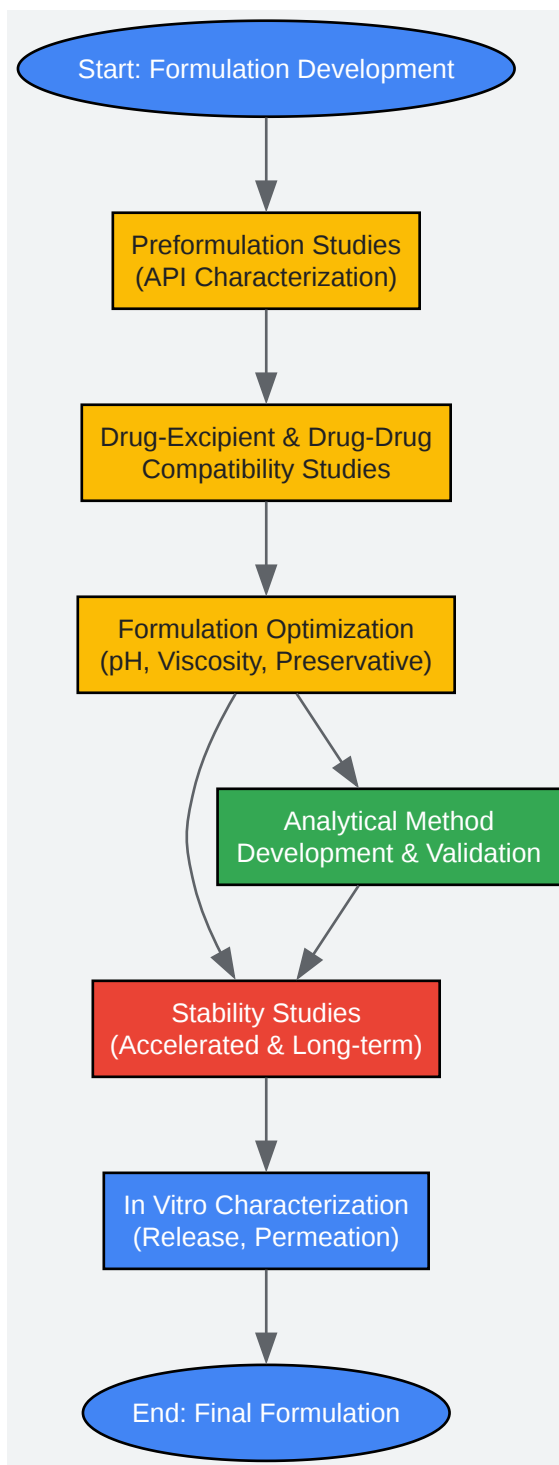 Start: Formulation Development
Preformulation Studies
(API Characterization)
Drug-Excipient & Drug-Drug
Compatibility Studies
Formulation Optimization
(pH, Viscosity, Preservative)
Analytical Method
Development & Validation
Stability Studies
(Accelerated & Long-term)
In Vitro Characterization
(Release, Permeation)
End: Final Formulation